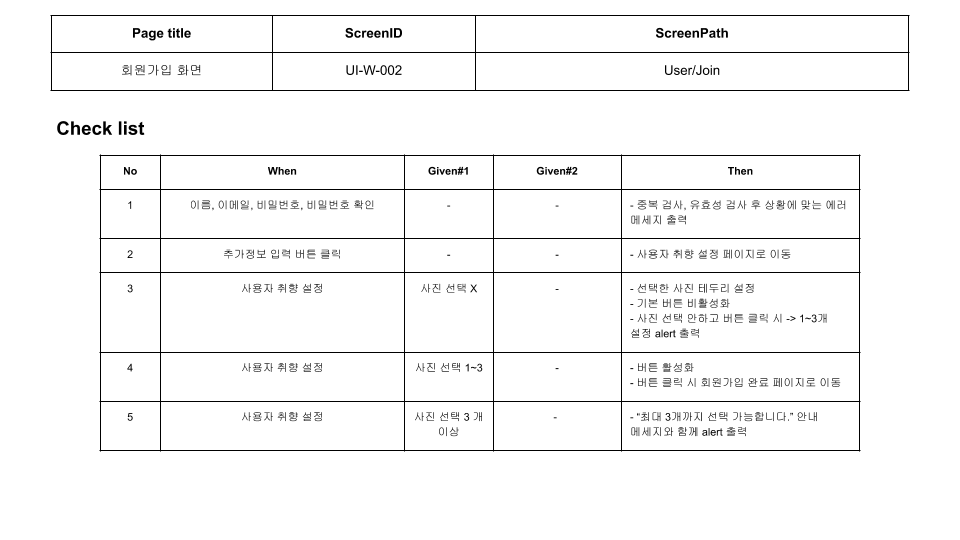 Page title ScreenID ScreenPath
회원가입 화면 UI-W-002 User/Join
Check list
No When Given#1 Given#2 Then
1 이름, 이메일, 비밀번호, 비밀번호 확인 - - - 중복 검사, 유효성 검사 후 상황에 맞는 에러
메세지 출력
2 추가정보 입력 버튼 클릭 - - - 사용자 취향 설정 페이지로 이동
3 사용자 취향 설정 사진 선택 X - - 선택한 사진 테두리 설정
- 기본 버튼 비활성화
- 사진 선택 안하고 버튼 클릭 시 -> 1~3개
설정 alert 출력
4 사용자 취향 설정 사진 선택 1~3 - - 버튼 활성화
- 버튼 클릭 시 회원가입 완료 페이지로 이동
5 사용자 취향 설정 사진 선택 3 개 - - “최대 3개까지 선택 가능합니다.” 안내
이상 메세지와 함께 alert 출력